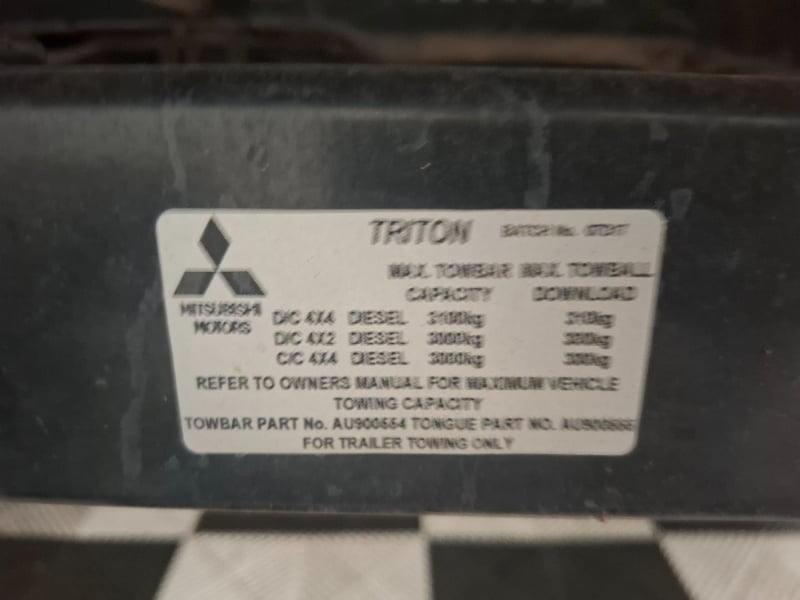 TRITON BATCH No.
MAX. TOWBAR MAX. TOWBALL
CAPACITY DOWNLOAD
MITSUBISHI
MOTORS
D/C 4X4 DIESEL 3100kg 310kg
D/C 4X2 DIESEL 3000kg 300kg
C/C 4X4 DIESEL 3000kg 300kg
REFER TO OWNERS MANUAL FOR MAXIMUM VEHICLE
TOWING CAPACITY
TOWBAR PART No. TONGUE PART NO.
FOR TRAILER TOWING ONLY